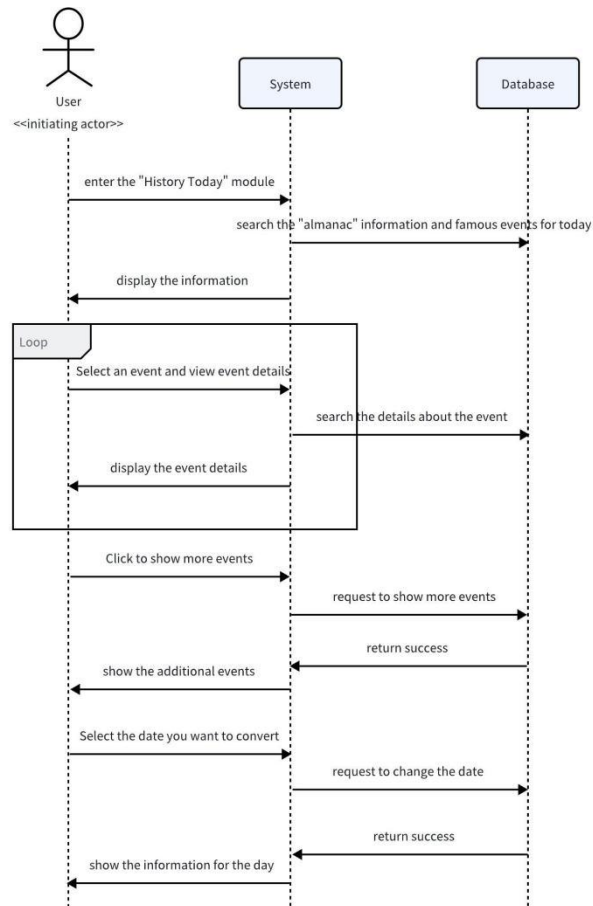 System
Database
User
<<initiating actor>>
enter the "History Today" module
search the "almanac" information and famous events for today
display the information
Loop
Select an event and view event details
search the details about the event
display the event details
Click to show more events
request to show more events
return success
show the additional events
Select the date you want to convert
request to change the date
return success
show the information for the day